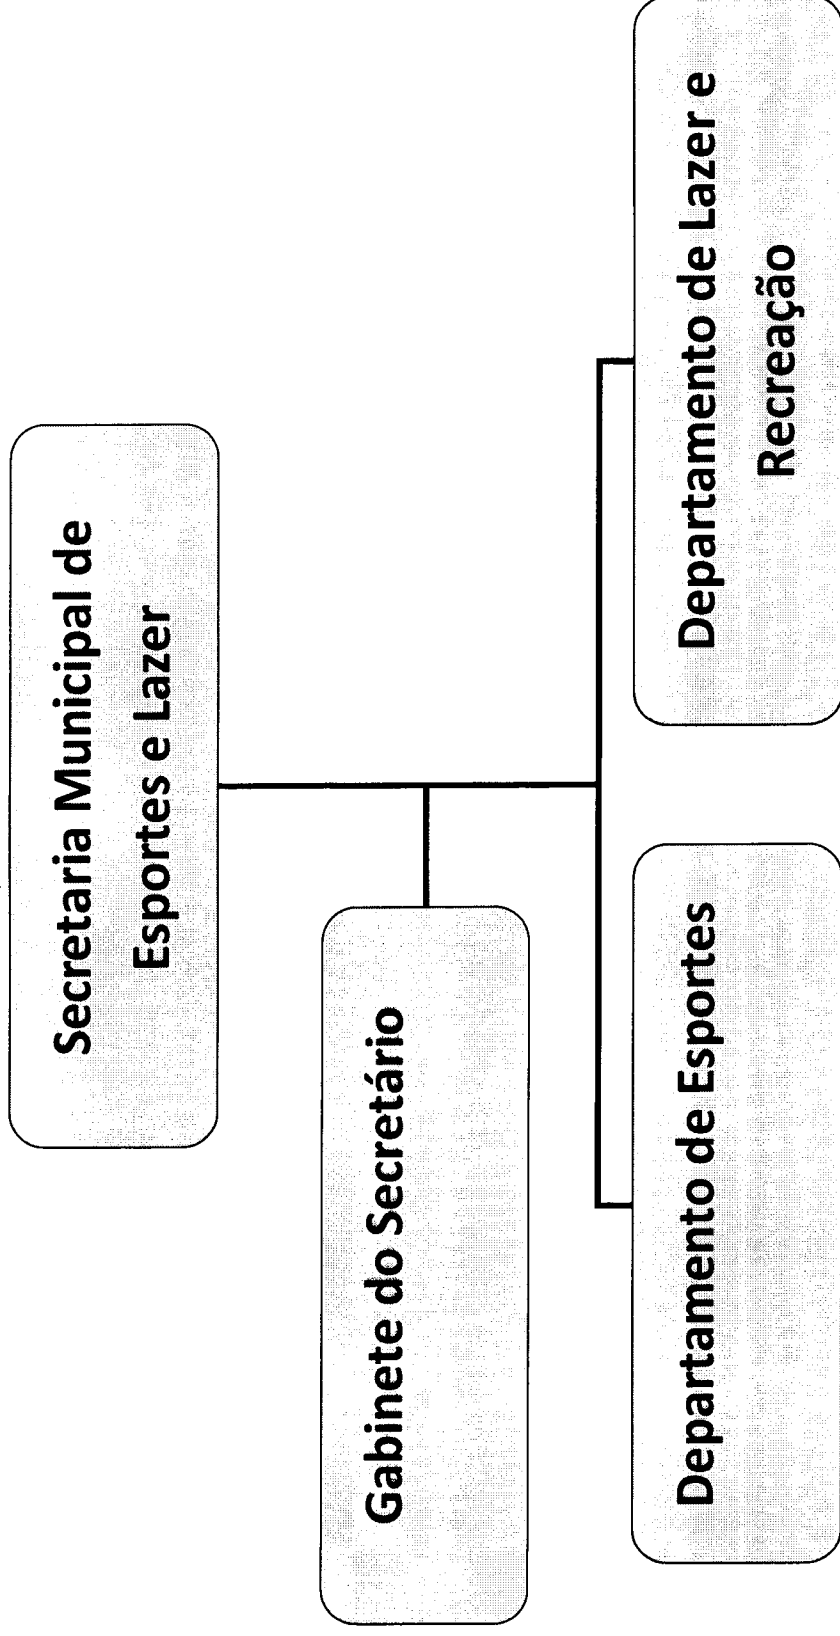 Secretaria Municipal de
Esportes e Lazer
Gabinete do Secretário
Departamento de Esportes
Departamento de Lazer e
Recreação